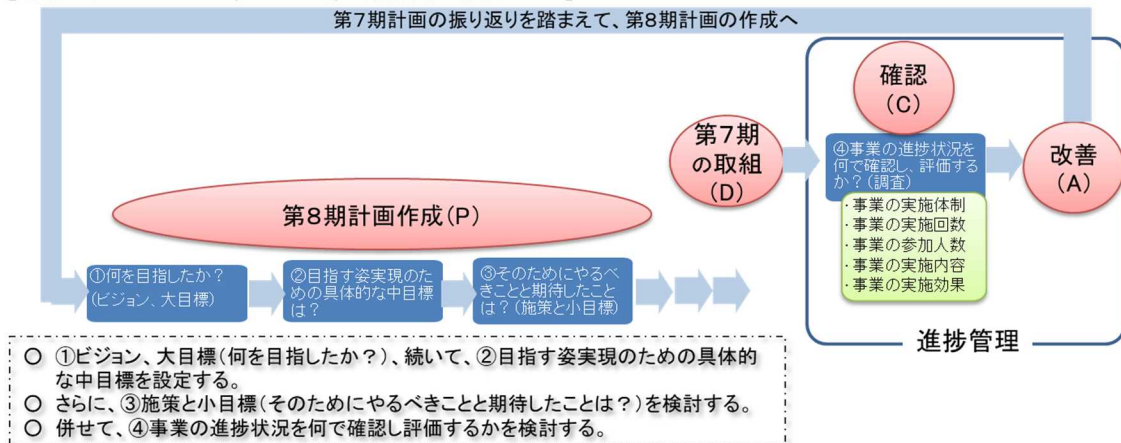 第７期計画の振り返りを踏まえて、第８期計画の作成へ
確認
（C）
第７期
の取組
（D）
④事業の進捗状況を
何で確認し、評価する
か？（調査）
改善
（A）
・事業の実施体制
・事業の実施回数
・事業の参加人数
・事業の実施内容
・事業の実施効果
進捗管理
第８期計画作成（P）
①何を目指したか？
（ビジョン、大目標）
②目指す姿実現のた
めの具体的な中目標
は？
③そのためにやるべ
きことと期待したこと
は？（施策と小目標）
○ ①ビジョン、大目標（何を目指したか？）、続いて、②目指す姿実現のための具体的
な中目標を設定する。
○ さらに、③施策と小目標（そのためにやるべきことと期待したことは？）を検討する。
○ 併せて、④事業の進捗状況を何で確認し評価するかを検討する。